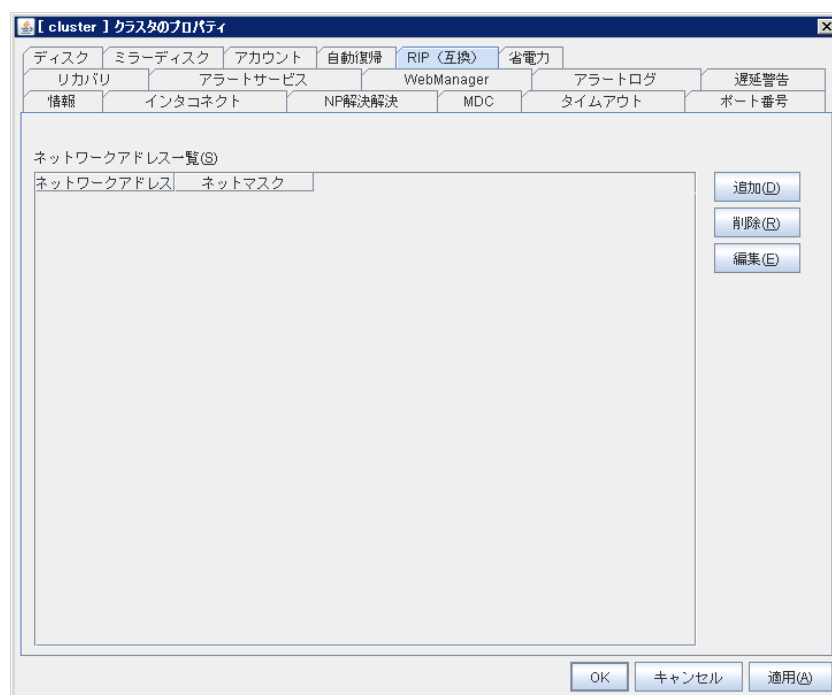 [ cluster ] クラスタのプロパティ
ディスク ミラーディスク アカウント 自動復帰 RIP（互換） 省電力
リカバリ アラートサービス WebManager アラートログ 遅延警告
情報 インタコネクト NP解決解決 MDC タイムアウト ポート番号
ネットワークアドレス一覧(S)
ネットワークアドレス ネットマスク
追加(D)
削除(R)
編集(E)
OK キャンセル 適用(A)